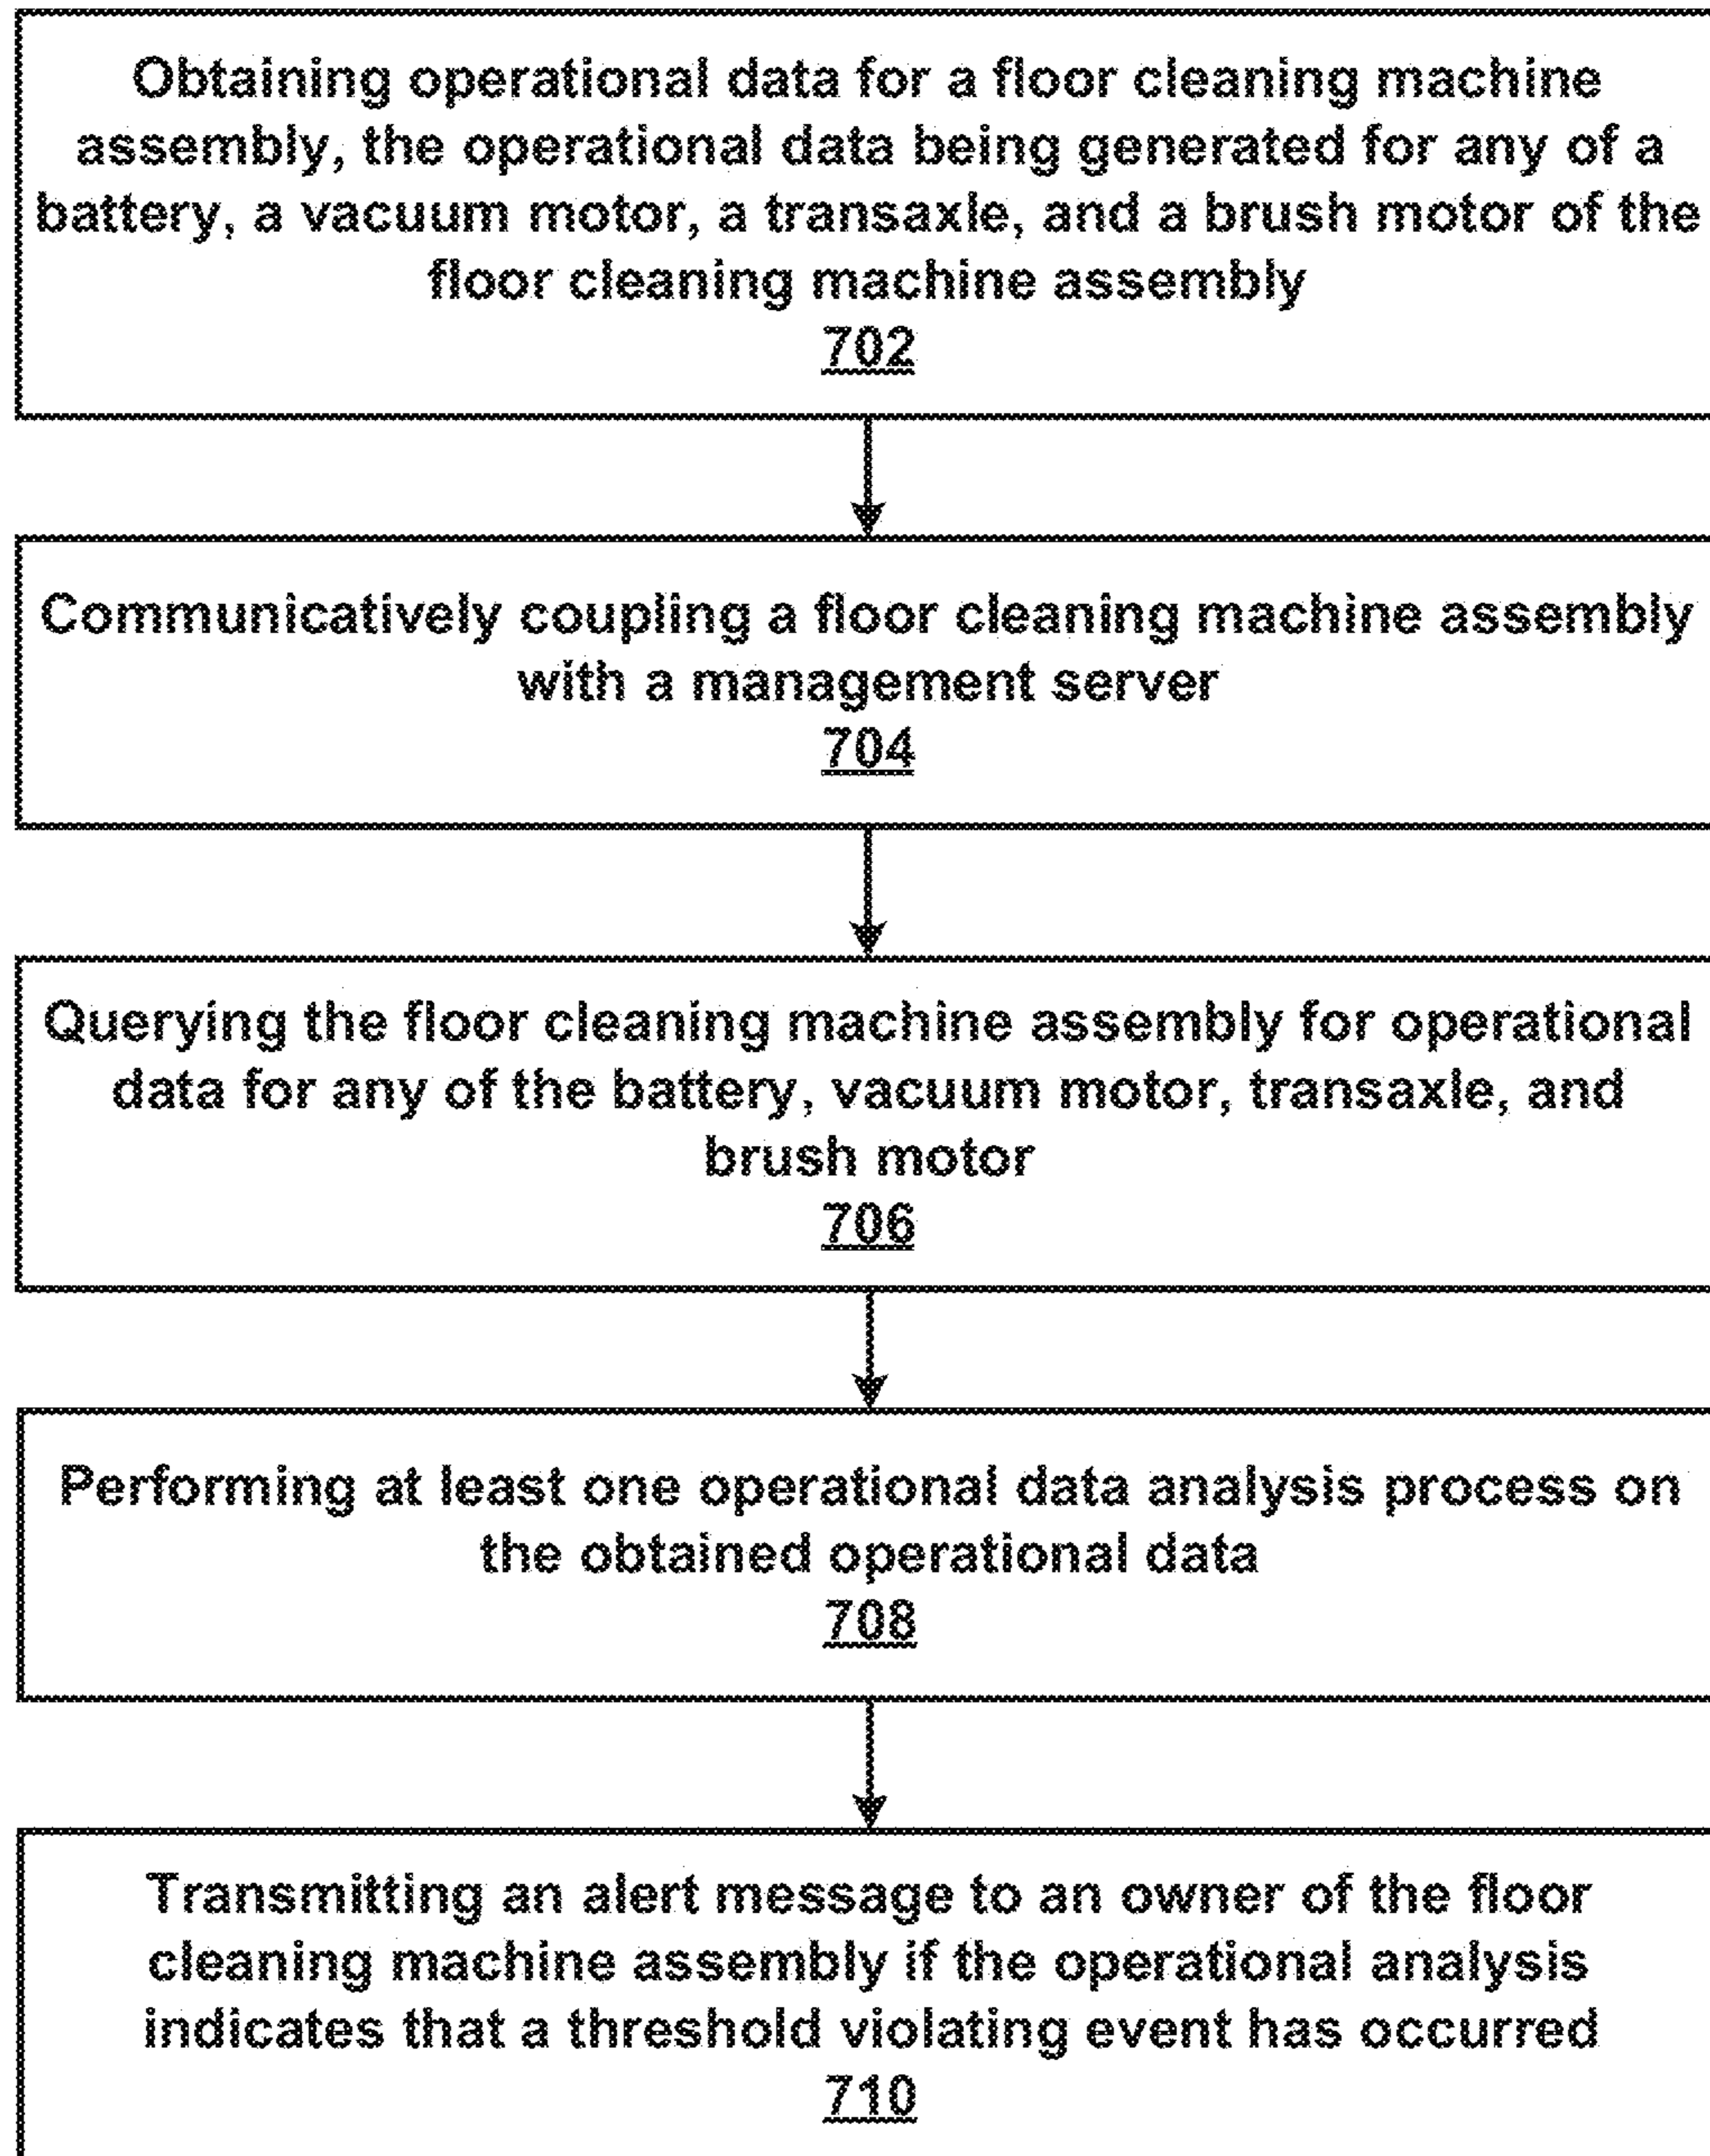 Obtaining operational data for a floor cleaning machine
assembly, the operational data being generated for any of a
battery, a vacuum motor, a transaxle, and a brush motor of the
floor cleaning machine assembly
702
Communicatively coupling a floor cleaning machine assembly
with a management server
704
Querying the floor cleaning machine assembly for operational
data for any of the battery, vacuum motor, transaxle, and
brush motor
706
Performing at least one operational data analysis process on
the obtained operational data
708
Transmitting an alert message to an owner of the floor
cleaning machine assembly if the operational analysis
indicates that a threshold violating event has occurred
710